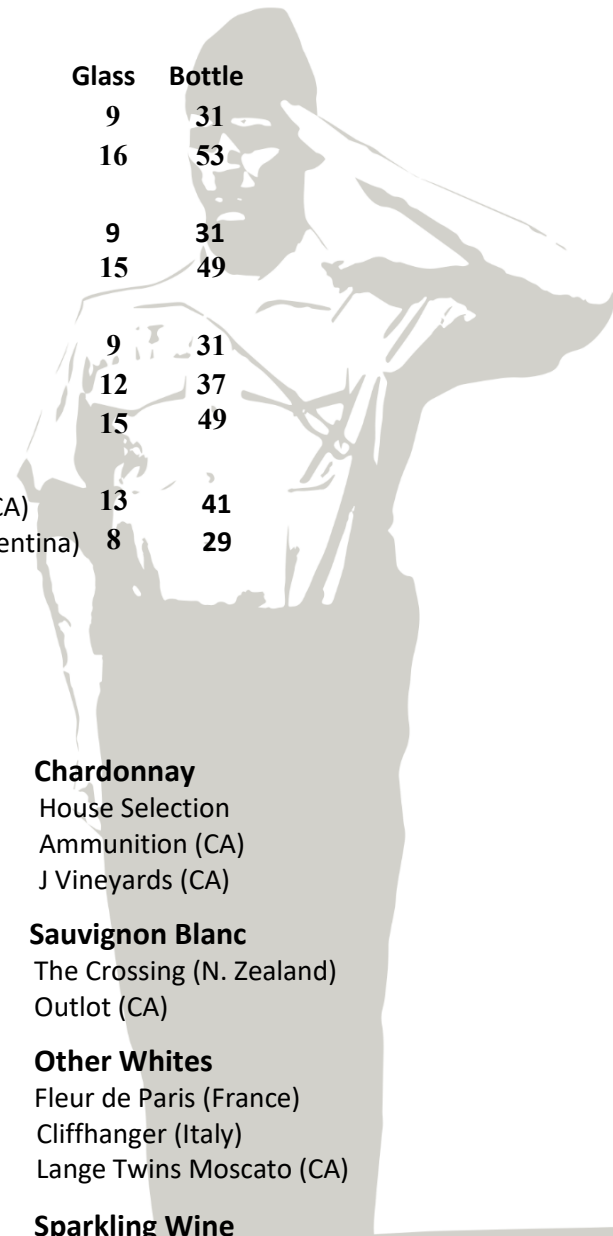 Glass Bottle
9 31
16 53
9 31
15 49
9 31
12 37
15 49
CA) 13 41
entina) 8 29
Chardonnay
House Selection
Ammunition (CA)
J Vineyards (CA)
Sauvignon Blanc
The Crossing (N. Zealand)
Outlot (CA)
Other Whites
Fleur de Paris (France)
Cliffhanger (Italy)
Lange Twins Moscato (CA)
Sparkling Wine